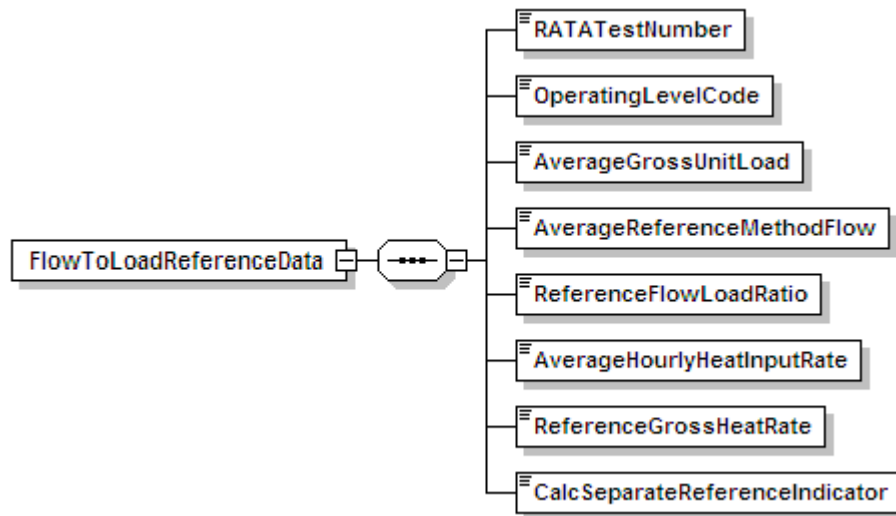 RATATestNumber
OperatingLevelCode
AverageGrossUnitLoad
AverageReferenceMethodFlow
FlowToLoadReferenceData
ReferenceFlowLoadRatio
AverageHourlyHeatInputRate
ReferenceGrossHeatRate
CalcSeparateReferenceIndicator